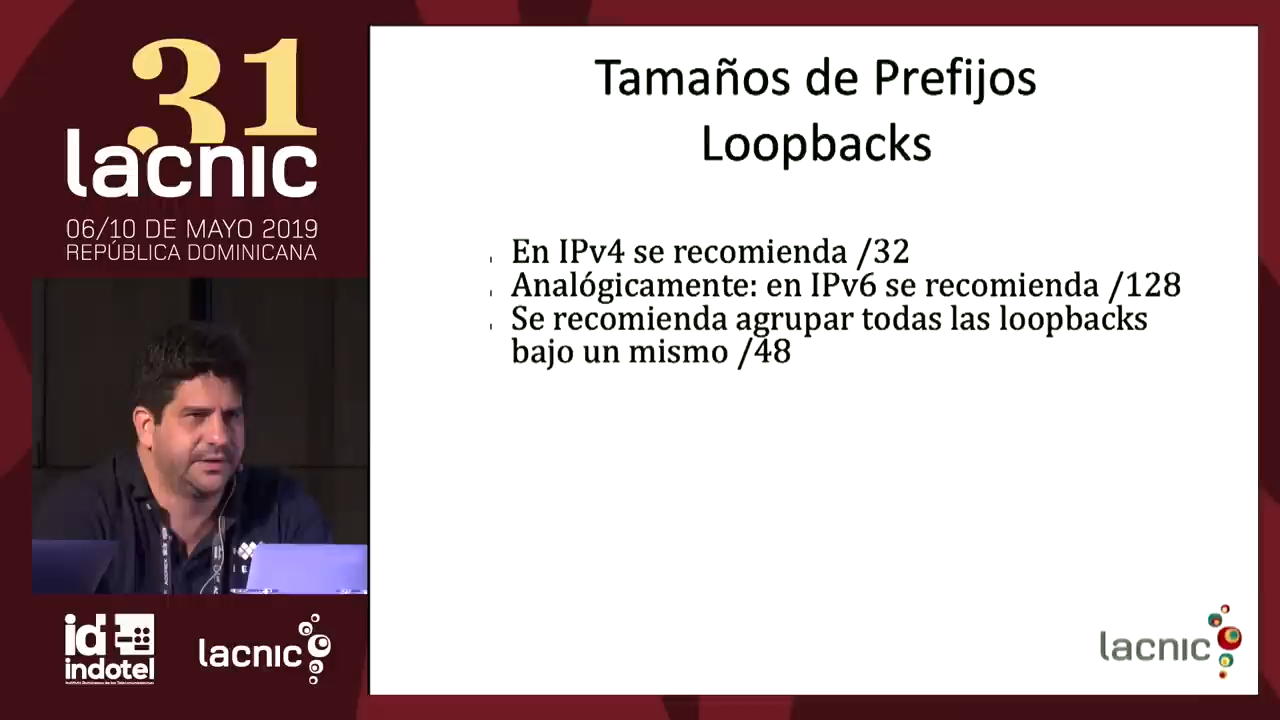 31
lacnic
06/10 DE MAYO 2019
REPÚBLICA DOMINICANA
Tamaños de Prefijos
Loopbacks
En IPv4 se recomienda /32
Analógicamente: en IPv6 se recomienda /128
Se recomienda agrupar todas las loopbacks
bajo un mismo /48
id
indotel
lacnic
lacnic